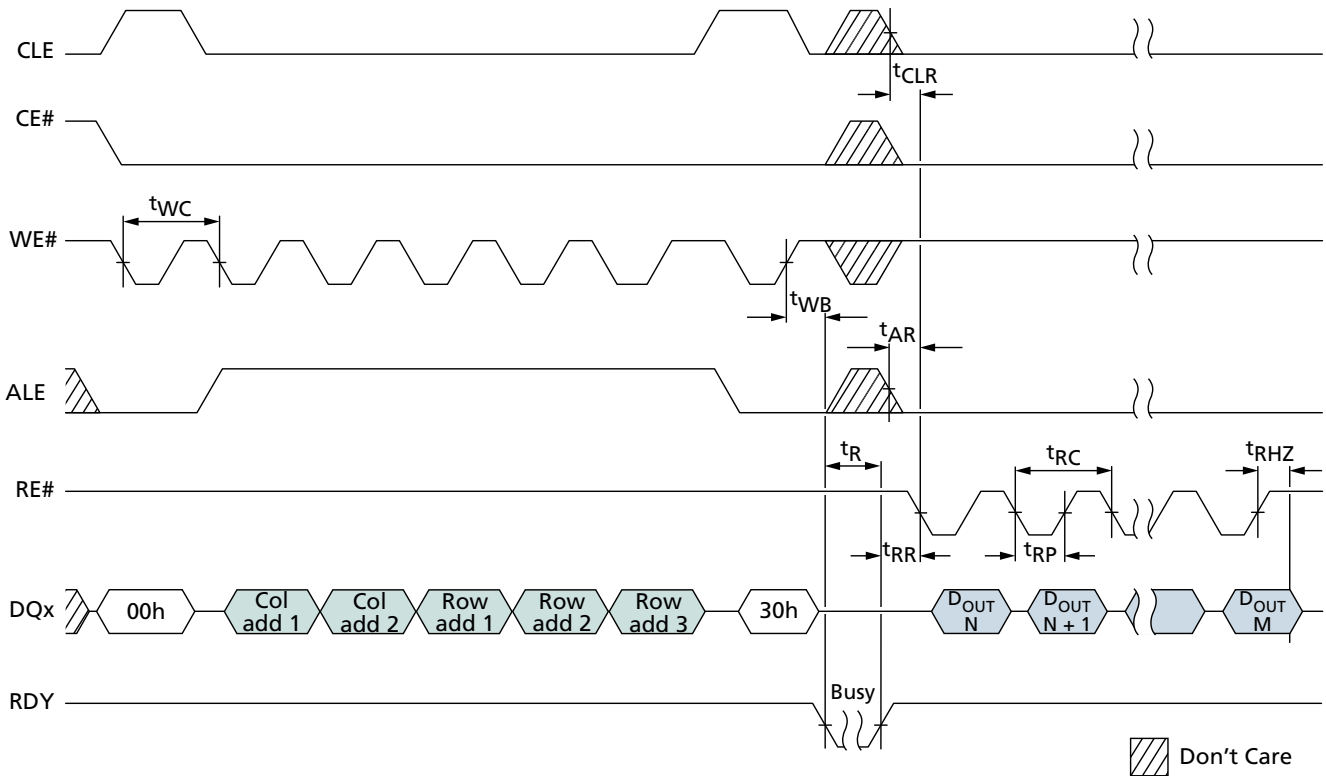 CLE
tCLR
CE#
tWC
WE#
tWB
tAR
ALE
tR
tRC
tRHZ
RE#
tRR
tRP
DQx
00h
Col
add 1
Col
add 2
Row
add 1
Row
add 2
Row
add 3
30h
DOUT
N
DOUT
N + 1
DOUT
M
RDY
Busy
Don't Care